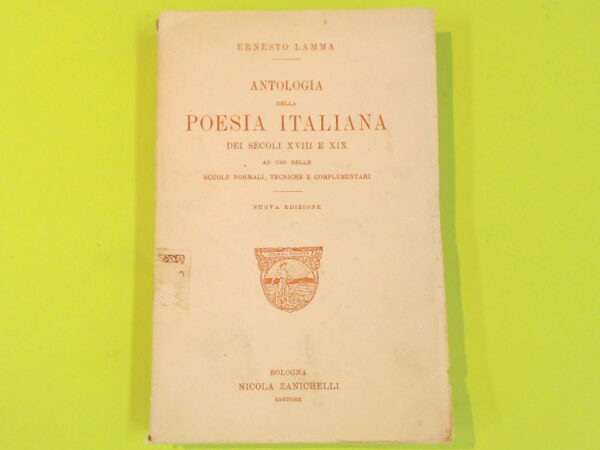 ERNESTO LAMMA
ANTOLOGIA
DELLA
POESIA ITALIANA
DEI SECOLI XVIII E XIX
AD USO DELLE
SCUOLE NORMALI, TECNICHE E COMPLEMENTARI
NUOVA EDIZIONE
BOLOGNA
NICOLA ZANICHELLI
EDITORE